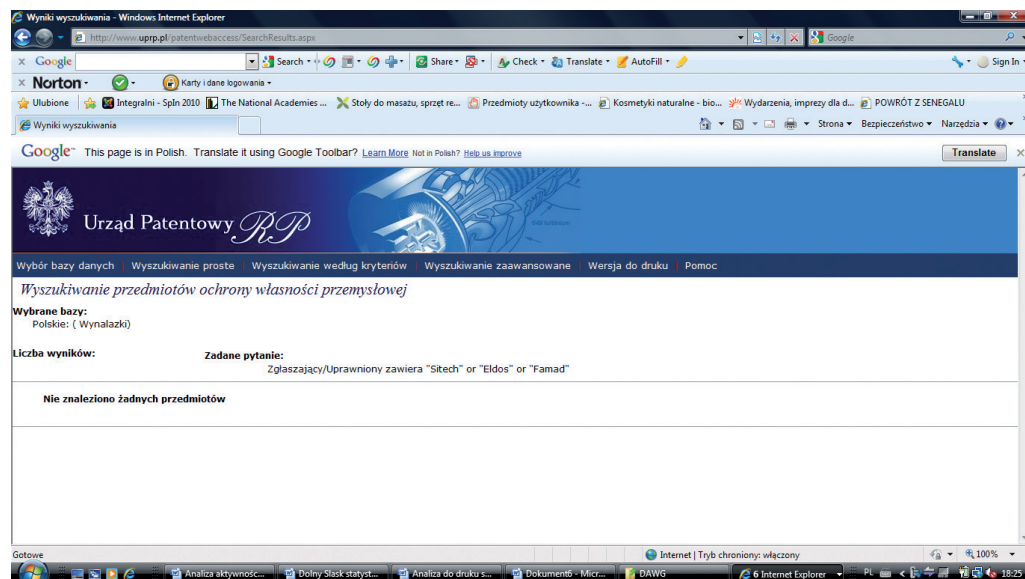 Wyniki wyszukiwania - Windows Internet Explorer
http://www.uprp.pl/patentwebaccess/SearchResults.aspx
Google
x Google Search Share Check Translate AutoFill Sign In
x Norton Karty i dane logowania
Ulubione Integralni - SpIn 2010 The National Academies ... Stoły do masażu, sprzęt re... Przedmioty użytkownika -... Kosmetyki naturalne - bio... Wydarzenia, imprezy dla d... POWRÓT Z SENEGALU
Wyniki wyszukiwania Strona Bezpieczeństwo Narzędzia
Google This page is in Polish. Translate it using Google Toolbar? Learn More Not in Polish? Help us improve Translate
Urząd Patentowy RP
Wybór bazy danych Wyszukiwanie proste Wyszukiwanie według kryteriów Wyszukiwanie zaawansowane Wersja do druku Pomoc
Wyszukiwanie przedmiotów ochrony własności przemysłowej
Wybrane bazy:
Polskie: ( Wynalazki)
Liczba wyników: Zadane pytanie:
Zgłaszający/Uprawniony zawiera "Sitech" or "Eldos" or "Famad"
Nie znaleziono żadnych przedmiotów
Gotowe Internet | Tryb chroniony: włączony 100%
Analiza aktywnośc... Dolny Slask statyst... Analiza do druku s... Dokument6 - Micr... DAWG 6 Internet Explorer PL 18:25